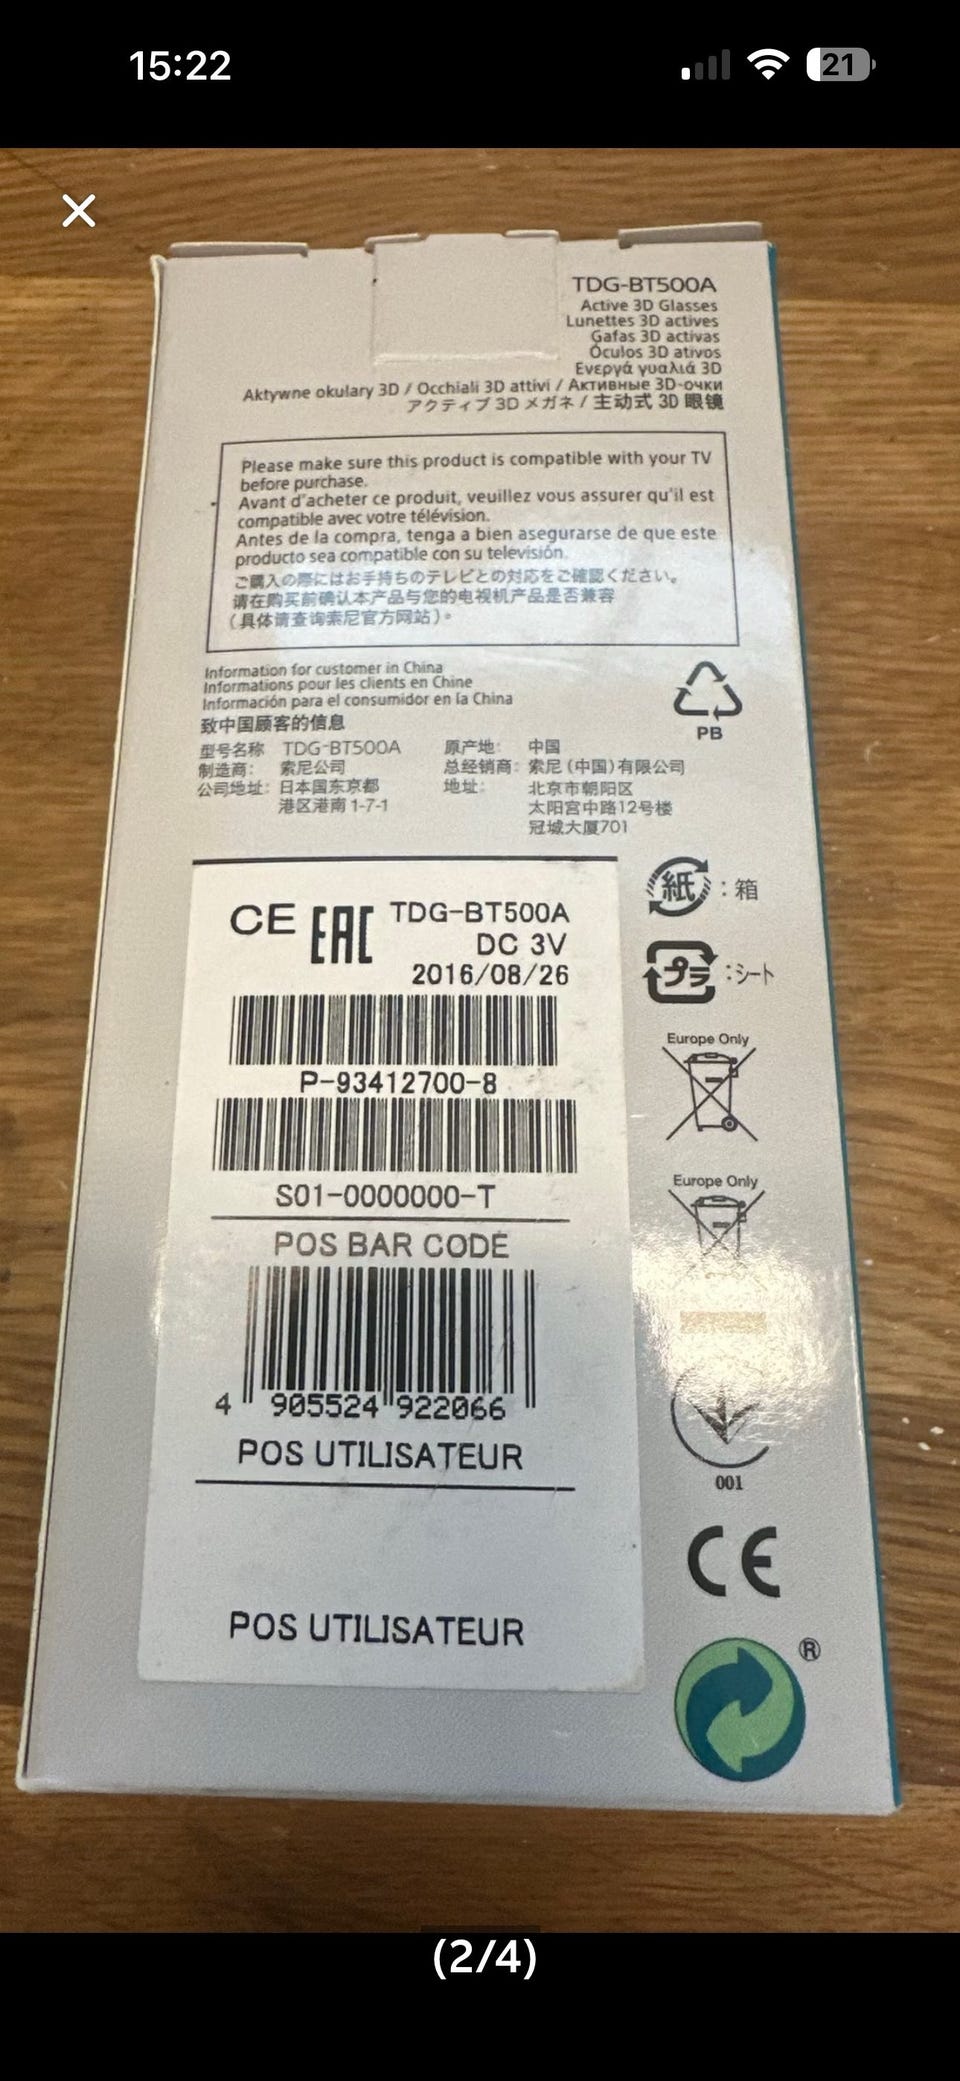 15:22
21
TDG-BT500A
Active 3D Glasses
Lunettes 3D actives
Gafas 3D activas
Óculos 3D ativos
Ενεργά γυαλιά 3D
Aktywne okulary 3D / Occhiali 3D attivi / Активные 3D-очки
アクティブ 3D メガネ / 主动式 3D 眼镜
Please make sure this product is compatible with your TV
before purchase.
Avant d'acheter ce produit, veuillez vous assurer qu'il est
compatible avec votre télévision.
Antes de la compra, tenga a bien asegurarse de que este
producto sea compatible con su televisión.
ご購入の際にはお手持ちのテレビとの対応をご確認ください。
请在购买前确认本产品与您的电视机产品是否兼容
（具体请查询索尼官方网站）。
Information for customer in China
Informations pour les clients en Chine
Información para el consumidor en la China
致中国顾客的信息
PB
型号名称 TDG-BT500A 原产地: 中国
制造商: 索尼公司 总经销商: 索尼 (中国) 有限公司
公司地址: 日本国东京都 地址: 北京市朝阳区
港区港南 1-7-1 太阳宫中路12号楼
冠城大厦701
紙 : 箱
CE EAC TDG-BT500A
DC 3V
2016/08/26
プラ : シート
P-93412700-8
Europe Only
S01-0000000-T
Europe Only
POS BAR CODE
4 905524 922066
POS UTILISATEUR
001
CE
POS UTILISATEUR
®
(2/4)